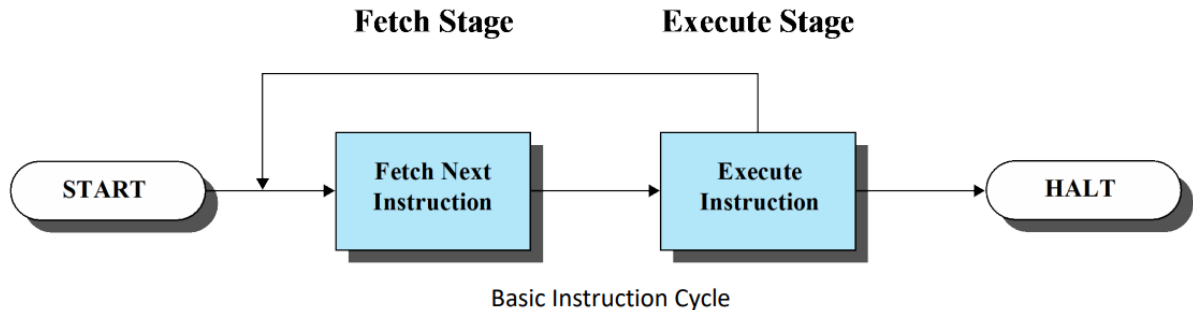 Fetch Stage
Execute Stage
START
Fetch Next
Instruction
Execute
Instruction
HALT
Basic Instruction Cycle